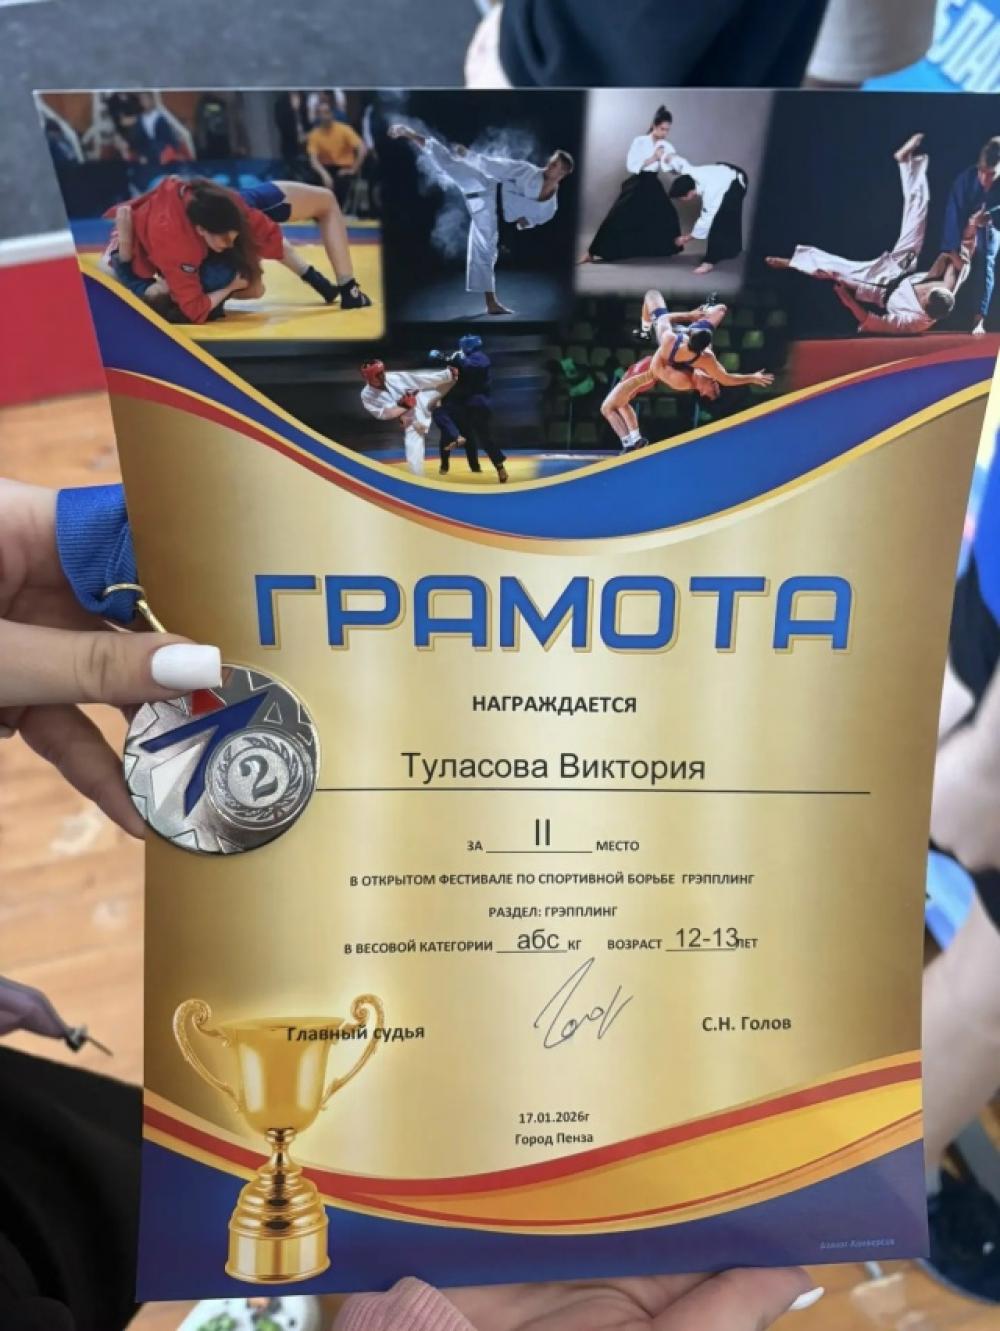 ГРАМОТА
НАГРАЖДАЕТСЯ
Туласова Виктория
ЗА II МЕСТО
В ОТКРЫТОМ ФЕСТИВАЛЕ ПО СПОРТИВНОЙ БОРЬБЕ ГРЭППЛИНГ
РАЗДЕЛ: ГРЭППЛИНГ
В ВЕСОВОЙ КАТЕГОРИИ абс КГ ВОЗРАСТ 12-13 ЛЕТ
Главный судья С.Н. Голов
17.01.2026г
Город Пенза
2